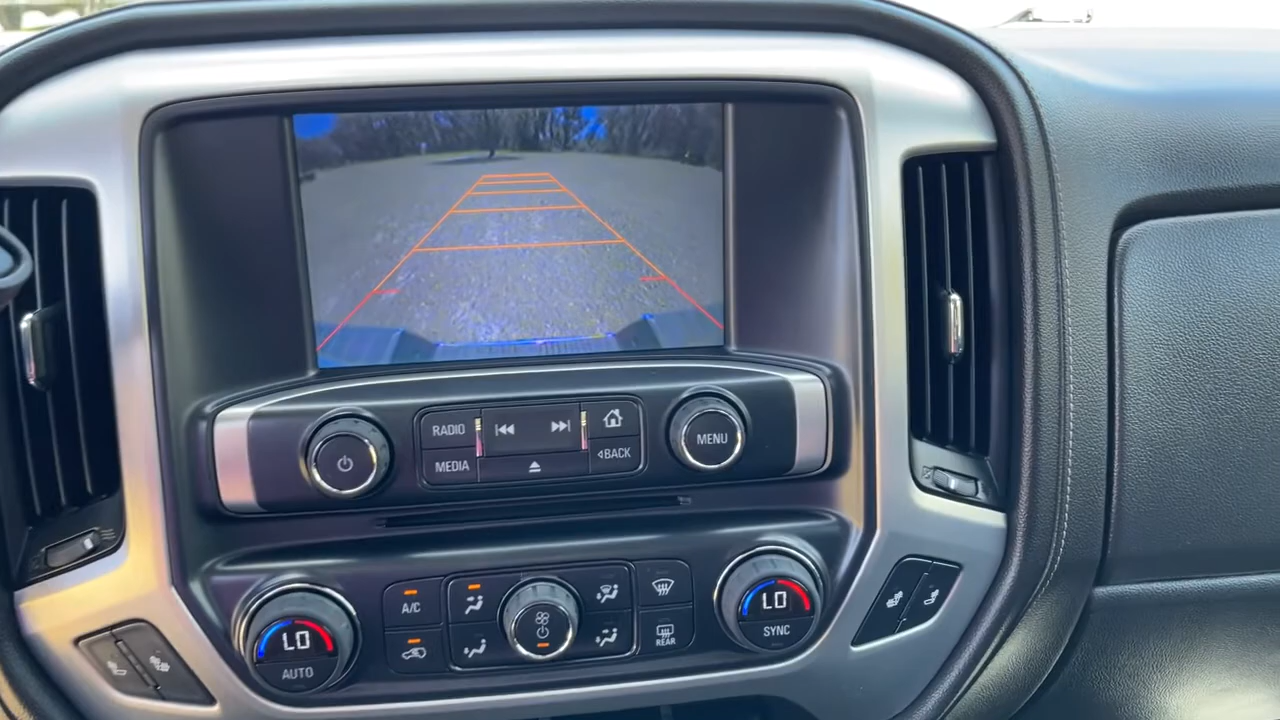 RADIO
MEDIA
BACK
MENU
A/C
LO
AUTO
REAR
LO
SYNC